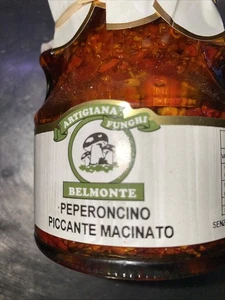 ARTIGIANA
FUNGHI
BELMONTE
PEPERONCINO
PICCANTE MACINATO